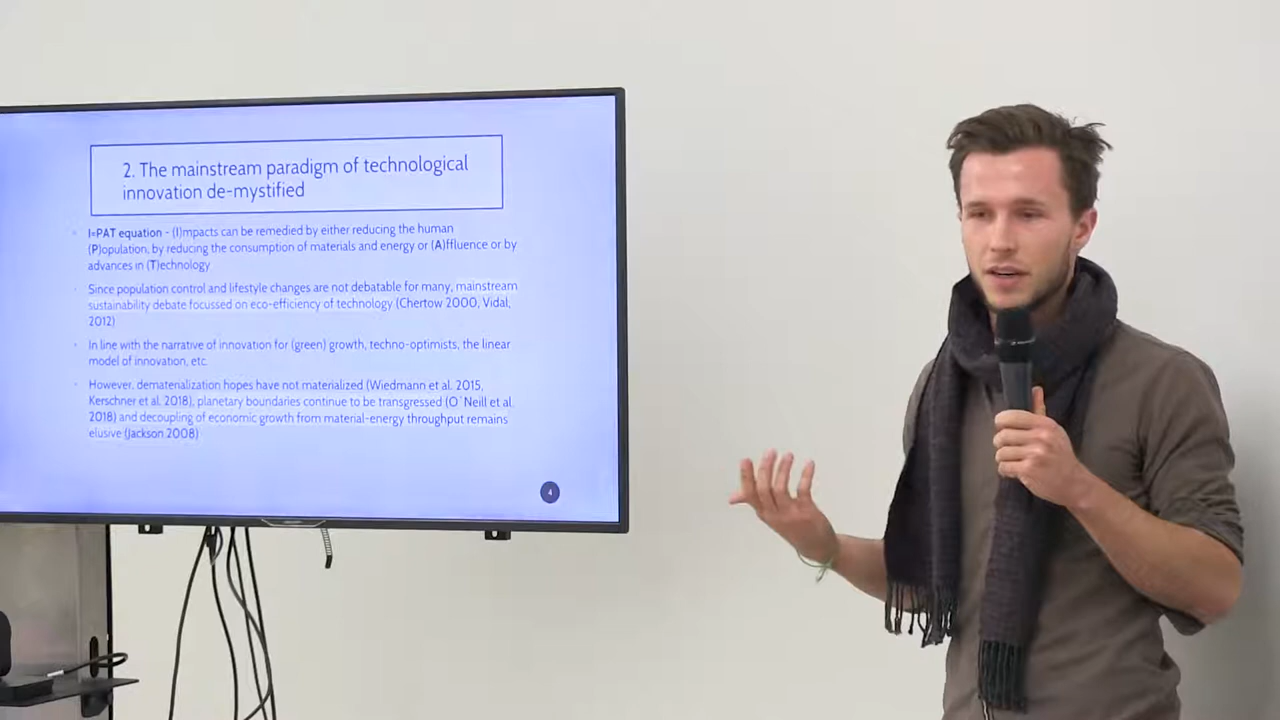 2. The mainstream paradigm of technological
innovation de-mystified
I=PAT equation - (I)mpacts can be remedied by either reducing the human
(P)opulation, by reducing the consumption of materials and energy or (A)ffluence or by
advances in (T)echnology
Since population control and lifestyle changes are not debatable for many, mainstream
sustainability debate focussed on eco-efficiency of technology (Chertow 2000, Vidal,
2012)
In line with the narrative of innovation for (green) growth, techno-optimists, the linear
model of innovation, etc.
However, dematerialization hopes have not materialized (Wiedmann et al. 2015,
Kerschner et al. 2018), planetary boundaries continue to be transgressed (O´Neill et al.
2018) and decoupling of economic growth from material-energy throughput remains
elusive (Jackson 2008)
4